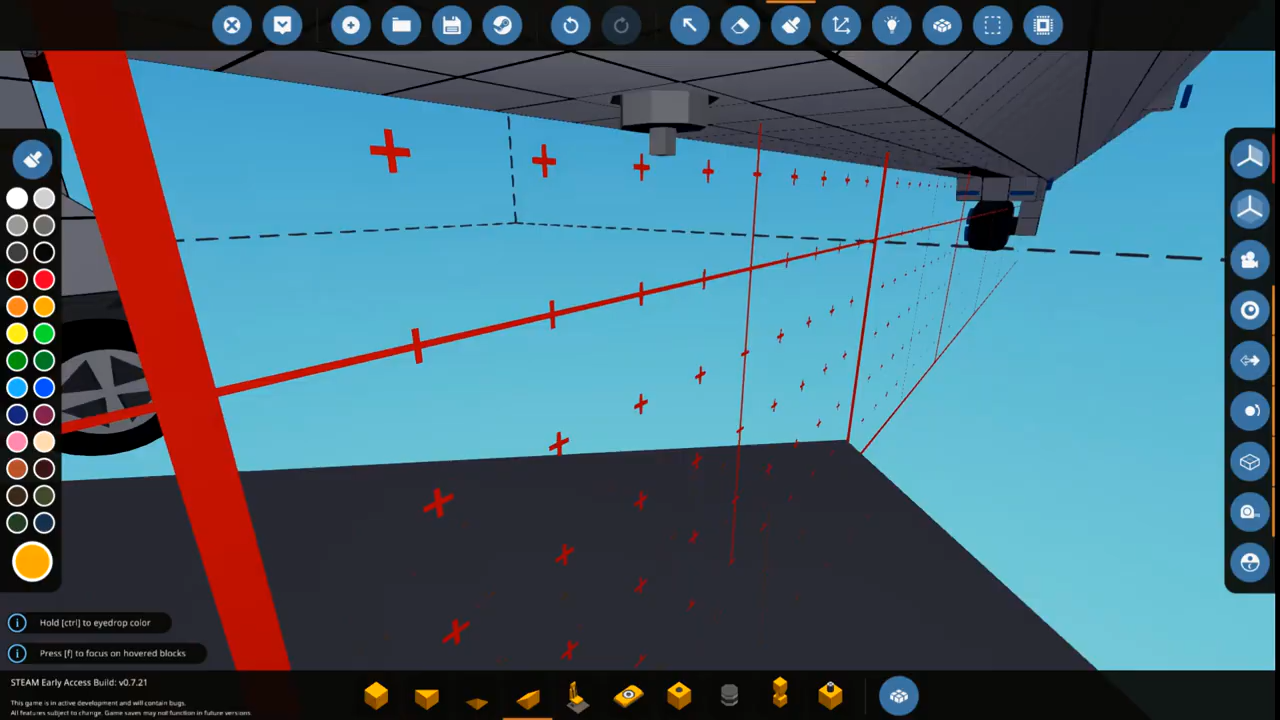 Hold [ctrl] to eyedrop color
Press [f] to focus on hovered blocks
STEAM Early Access Build: v0.7.21
This game is in active development and will contain bugs.
All features subject to change. Game saves may not function in future versions